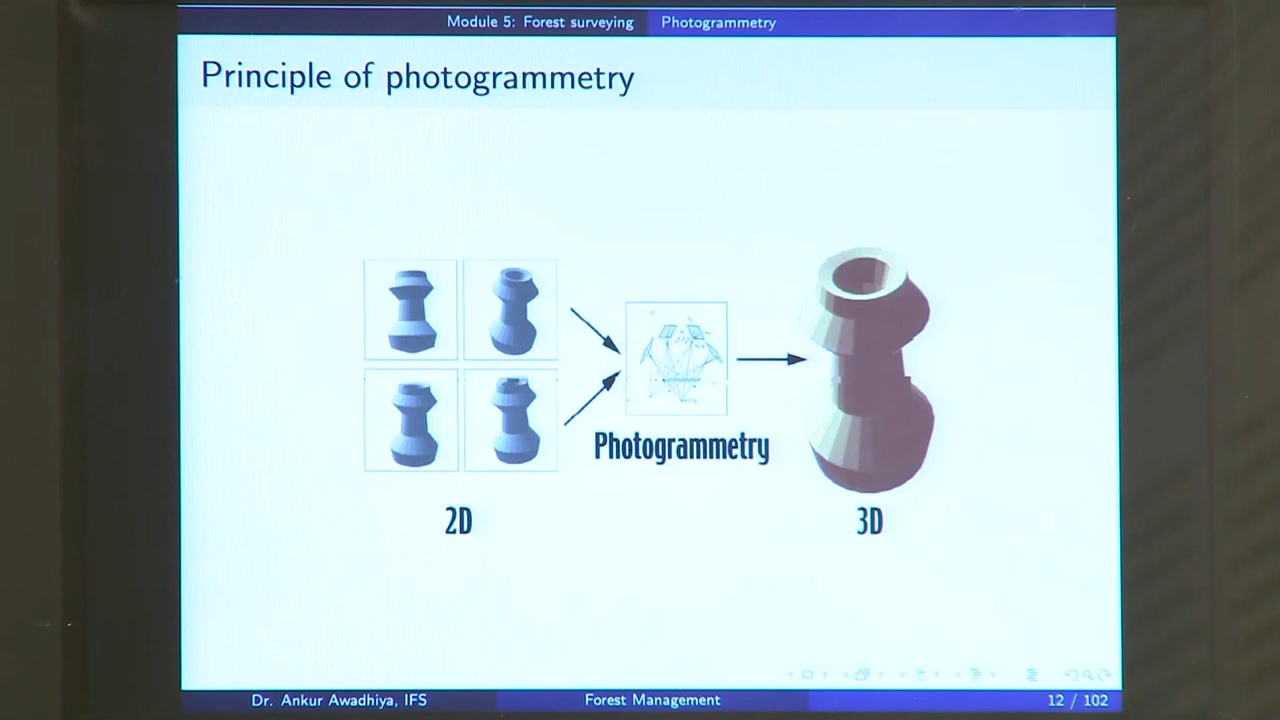 Module 5: Forest surveying Photogrammetry
Principle of photogrammetry
Photogrammetry
2D
3D
Dr. Ankur Awadhiya, IFS Forest Management 12 / 102